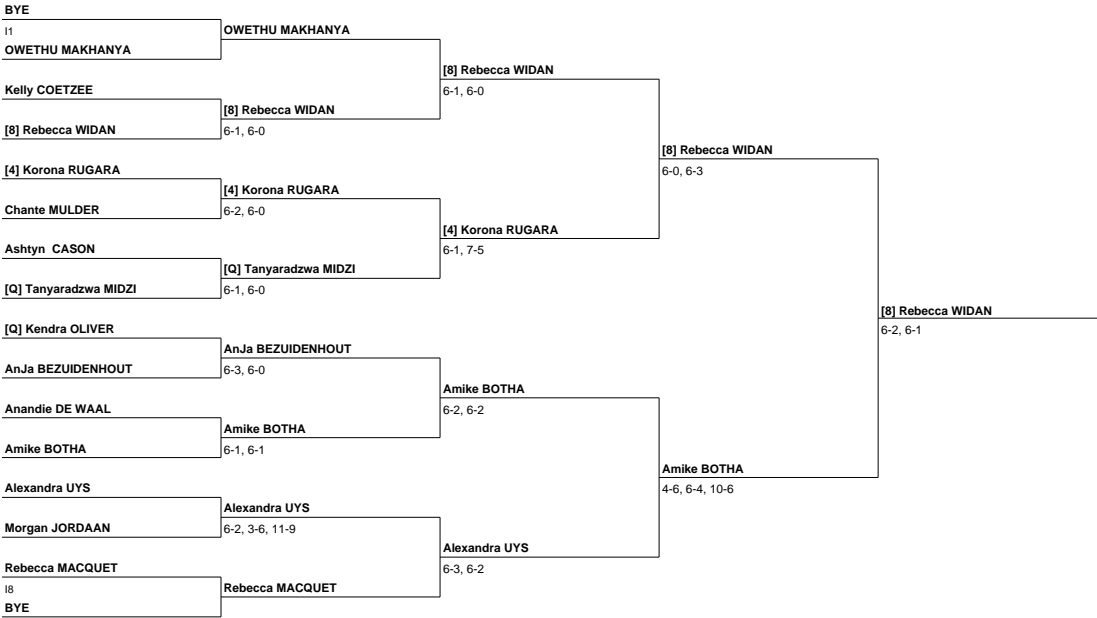 BYE
I1
OWETHU MAKHANYA
Kelly COETZEE
[8] Rebecca WIDAN
[4] Korona RUGARA
Chante MULDER
Ashtyn CASON
[Q] Tanyaradzwa MIDZI
[Q] Kendra OLIVER
AnJa BEZUIDENHOUT
Anandie DE WAAL
Amike BOTHA
Alexandra UYS
Morgan JORDAAN
Rebecca MACQUET
I8
BYE
OWETHU MAKHANYA
[8] Rebecca WIDAN
6-1, 6-0
[4] Korona RUGARA
6-2, 6-0
[Q] Tanyaradzwa MIDZI
6-1, 6-0
AnJa BEZUIDENHOUT
6-3, 6-0
Amike BOTHA
6-1, 6-1
Alexandra UYS
6-2, 3-6, 11-9
Rebecca MACQUET
[8] Rebecca WIDAN
6-1, 6-0
[4] Korona RUGARA
6-1, 7-5
Amike BOTHA
6-2, 6-2
Alexandra UYS
6-3, 6-2
[8] Rebecca WIDAN
6-0, 6-3
Amike BOTHA
4-6, 6-4, 10-6
[8] Rebecca WIDAN
6-2, 6-1